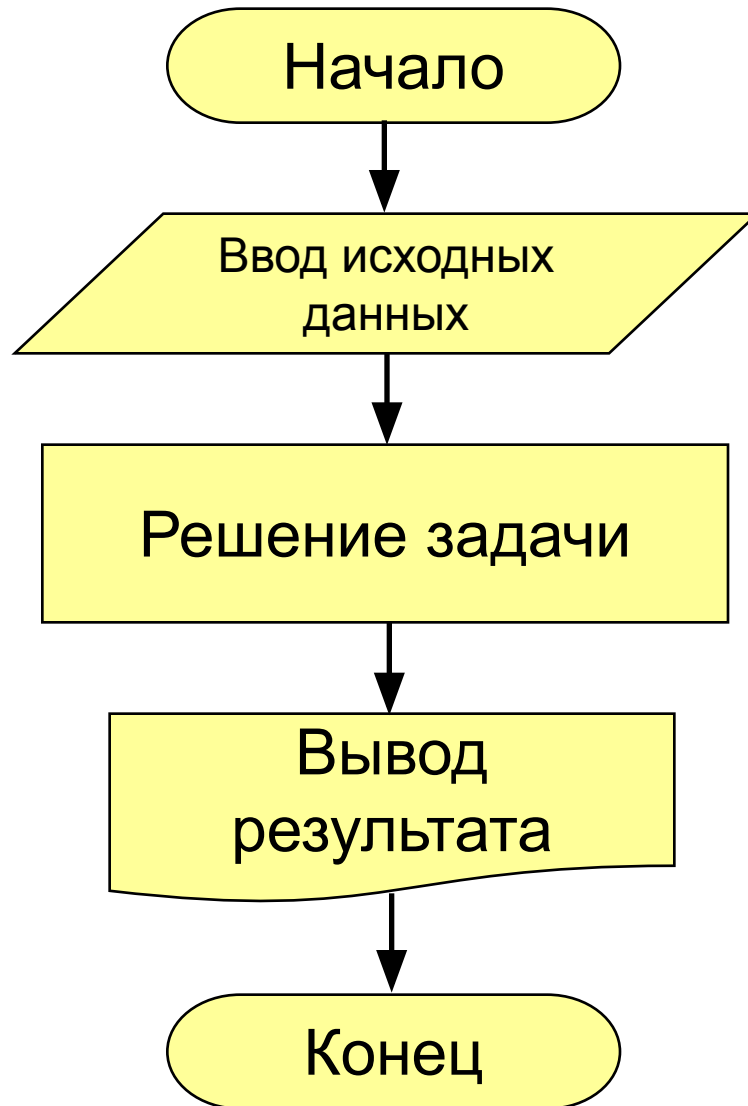 Начало
Ввод исходных
данных
Решение задачи
Вывод
результата
Конец